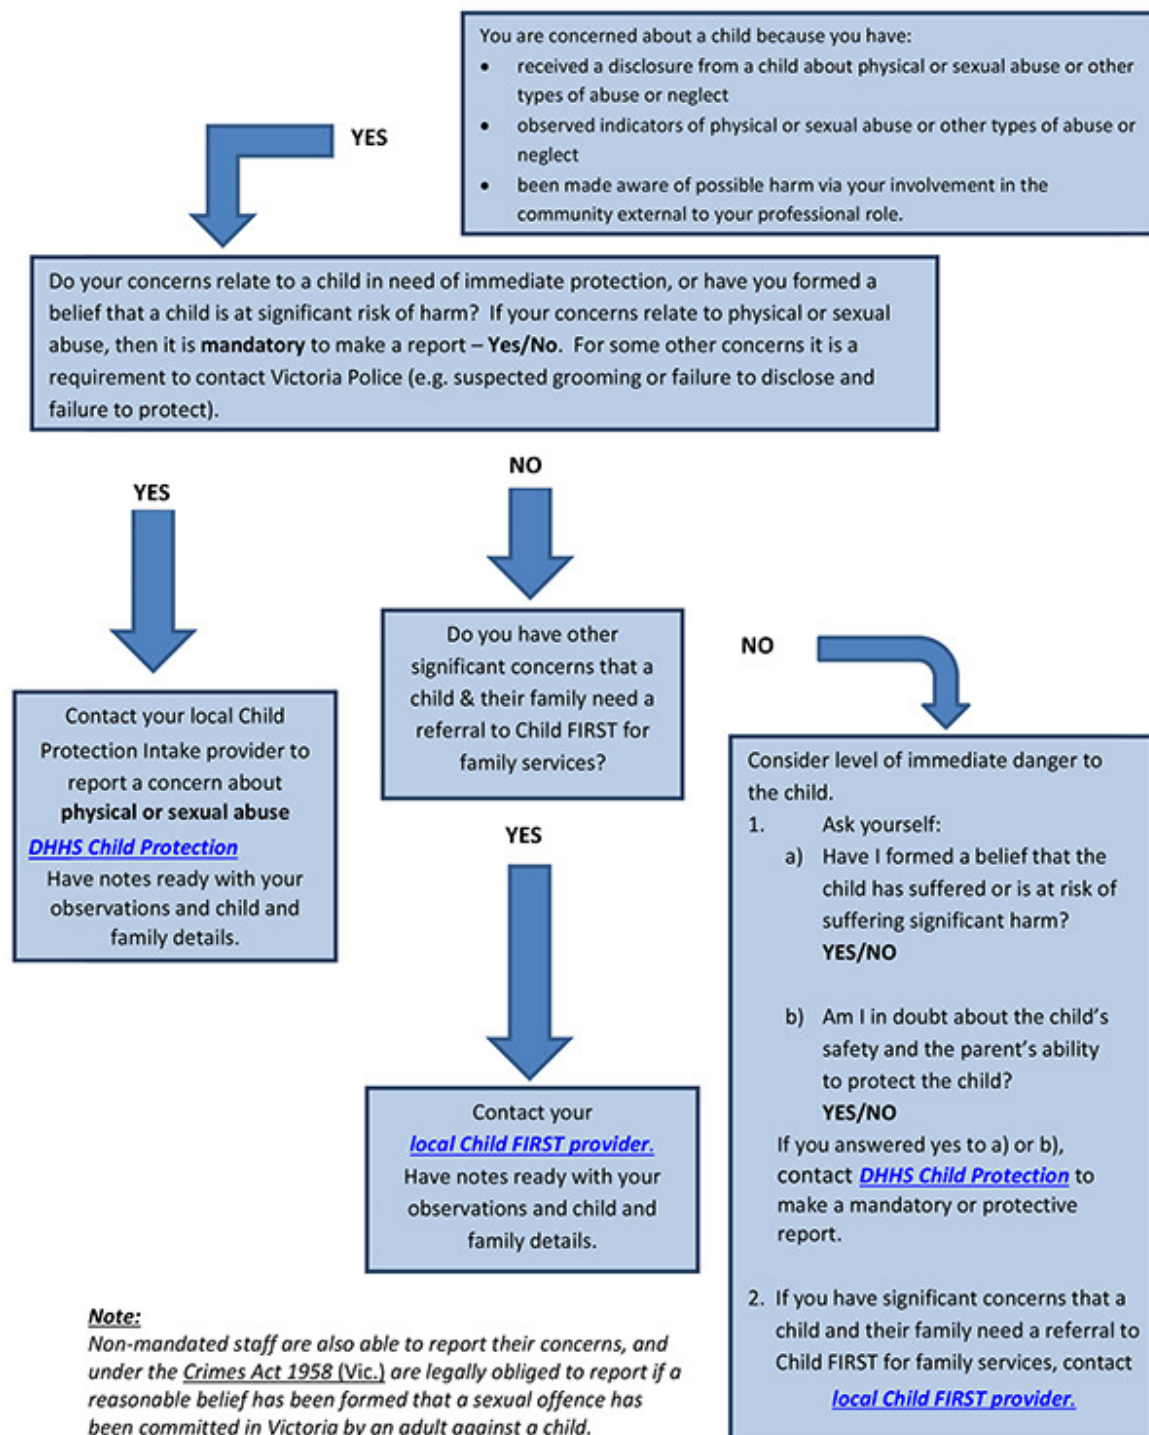 You are concerned about a child because you have:
• received a disclosure from a child about physical or sexual abuse or other
types of abuse or neglect
• observed indicators of physical or sexual abuse or other types of abuse or
neglect
• been made aware of possible harm via your involvement in the
community external to your professional role.
YES
Do your concerns relate to a child in need of immediate protection, or have you formed a
belief that a child is at significant risk of harm? If your concerns relate to physical or sexual
abuse, then it is mandatory to make a report – Yes/No. For some other concerns it is a
requirement to contact Victoria Police (e.g. suspected grooming or failure to disclose and
failure to protect).
YES
Contact your local Child
Protection Intake provider to
report a concern about
physical or sexual abuse
DHHS Child Protection
Have notes ready with your
observations and child and
family details.
NO
Do you have other
significant concerns that a
child & their family need a
referral to Child FIRST for
family services?
YES
Contact your
local Child FIRST provider.
Have notes ready with your
observations and child and
family details.
NO
Consider level of immediate danger to
the child.
1. Ask yourself:
a) Have I formed a belief that the
child has suffered or is at risk of
suffering significant harm?
YES/NO
b) Am I in doubt about the child's
safety and the parent's ability
to protect the child?
YES/NO
If you answered yes to a) or b),
contact DHHS Child Protection to
make a mandatory or protective
report.
2. If you have significant concerns that a
child and their family need a referral to
Child FIRST for family services, contact
local Child FIRST provider.
Note:
Non-mandated staff are also able to report their concerns, and
under the Crimes Act 1958 (Vic.) are legally obliged to report if a
reasonable belief has been formed that a sexual offence has
been committed in Victoria by an adult against a child.